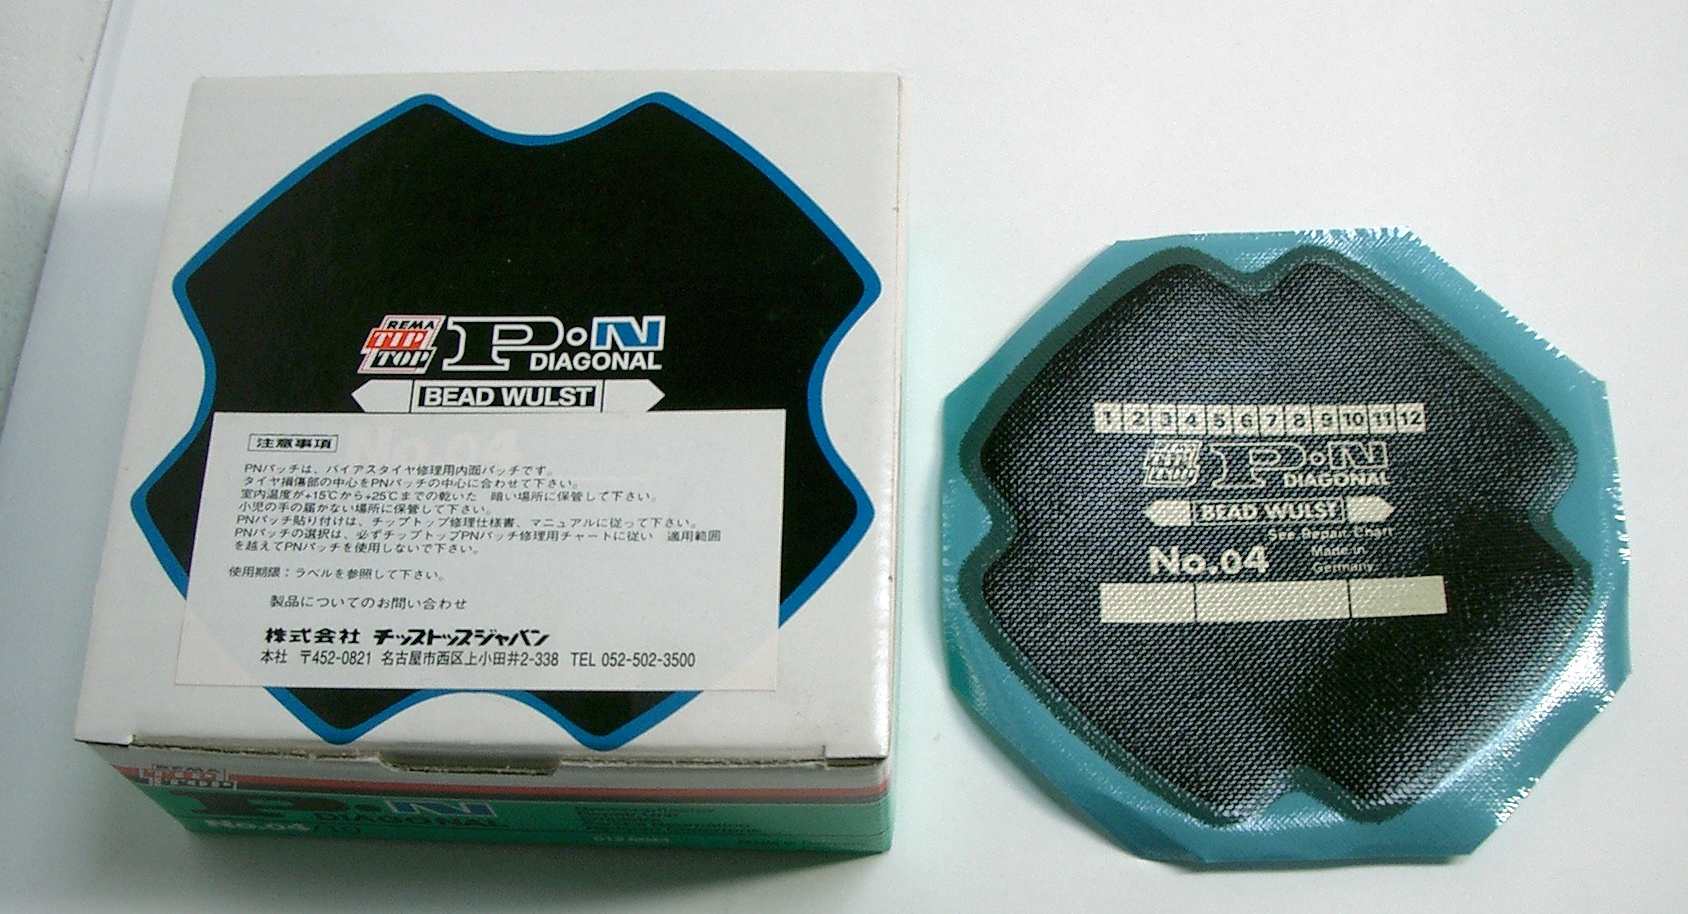 REMA
TIP
TOP
P•N
DIAGONAL
BEAD WULST
注意事項
PNパッチは、バイアスタイヤ修理用内面パッチです。
タイヤ損傷部の中心をPNパッチの中心に合わせて下さい。
室内温度が+15℃から+25℃までの乾いた 暗い場所に保管して下さい。
小児の手の届かない場所に保管して下さい。
PNパッチ貼り付けは、チップトップ修理仕様書、マニュアルに従って下さい。
PNパッチの選択は、必ずチップトップPNパッチ修理用チャートに従い 適用範囲
を越えてPNパッチを使用しないで下さい。
使用期限:ラベルを参照して下さい。
製品についてのお問い合わせ
株式会社 チップトップジャパン
本社 〒452-0821 名古屋市西区上小田井2-338 TEL 052-502-3500
REMA
TIP
TOP
P•N
DIAGONAL
No.04/10
1 2 3 4 5 6 7 8 9 10 11 12
REMA
TIP
TOP
P•N
DIAGONAL
BEAD WULST
See Repair Chart
No.04
Made in
Germany